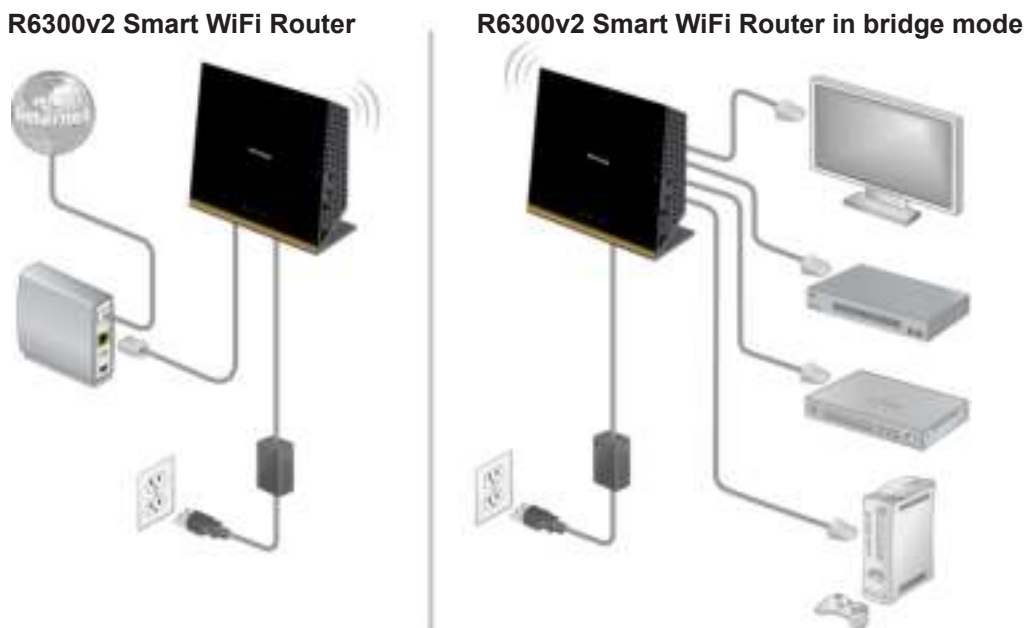 R6300v2 Smart WiFi Router
R6300v2 Smart WiFi Router in bridge mode
Internet